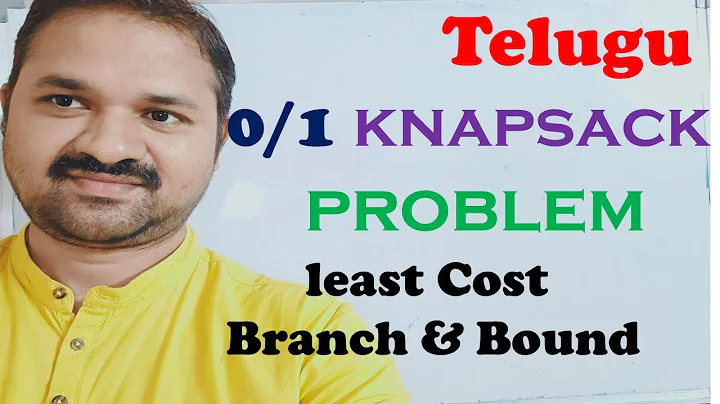 Telugu
0/1 KNAPSACK
PROBLEM
least Cost
Branch & Bound